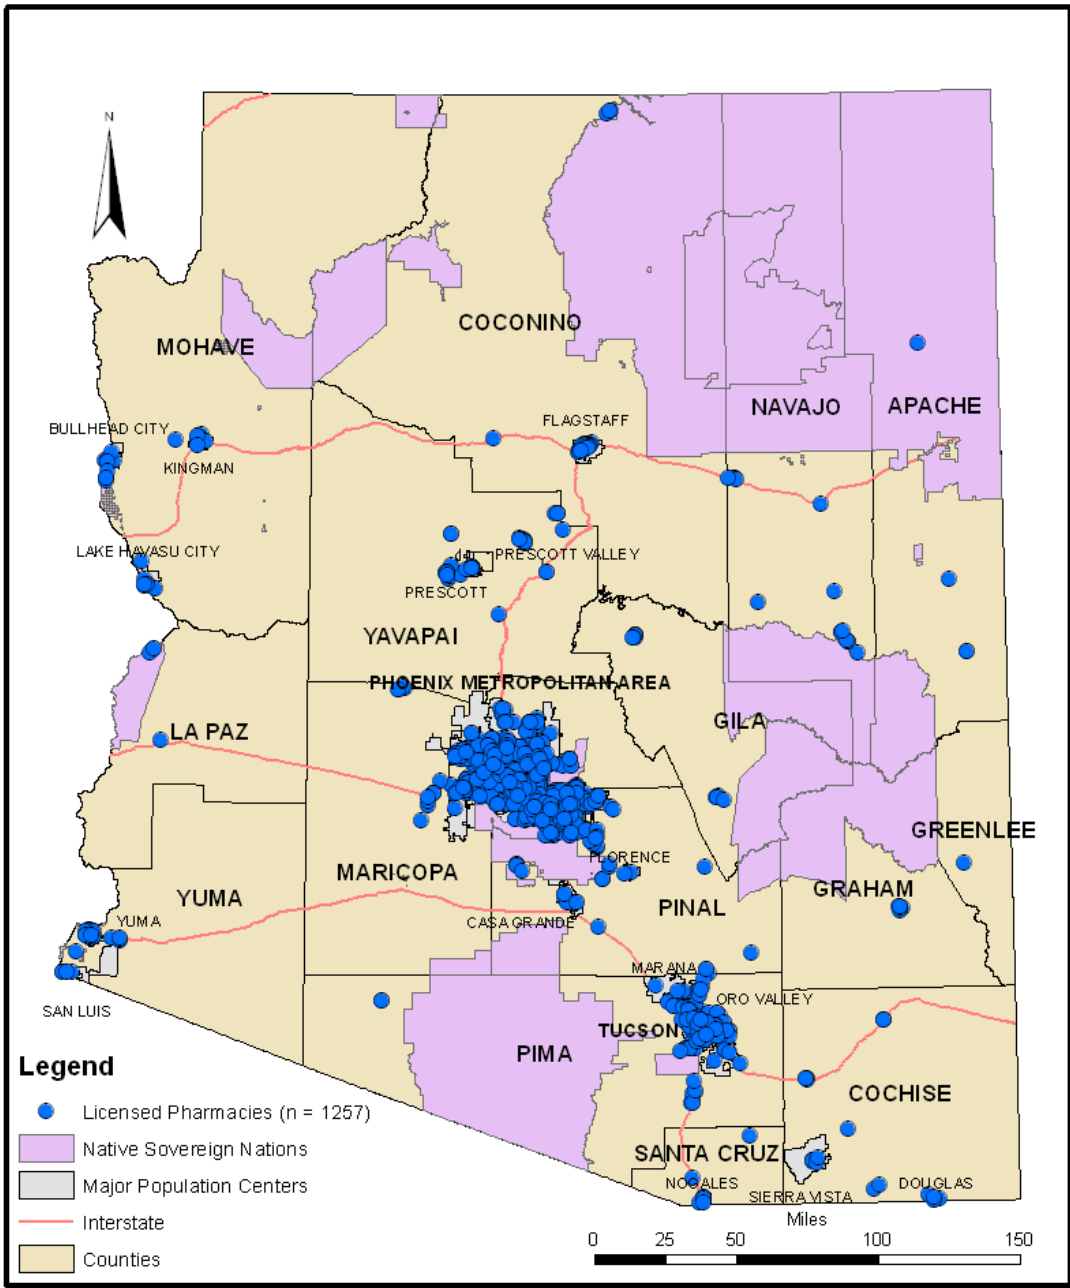 N
COCONINO
MOHAVE
NAVAJO
APACHE
FLAGSTAFF
BULLHEAD CITY
KINGMAN
LAKE HAVASU CITY
PRESCOTT VALLEY
PRESCOTT
YAVAPAI
PHOENIX METROPOLITAN AREA
GILA
LA PAZ
GREENLEE
FLORENCE
MARICOPA
GRAHAM
YUMA
PINAL
YUMA
CASA GRANDE
MARANA
ORO VALLEY
SAN LUIS
TUCSON
PIMA
COCHISE
SANTA CRUZ
NOGALES
SIERRA VISTA
DOUGLAS
Legend
Licensed Pharmacies (n = 1257)
Native Sovereign Nations
Major Population Centers
Interstate
Counties
Miles
0 25 50 100 150